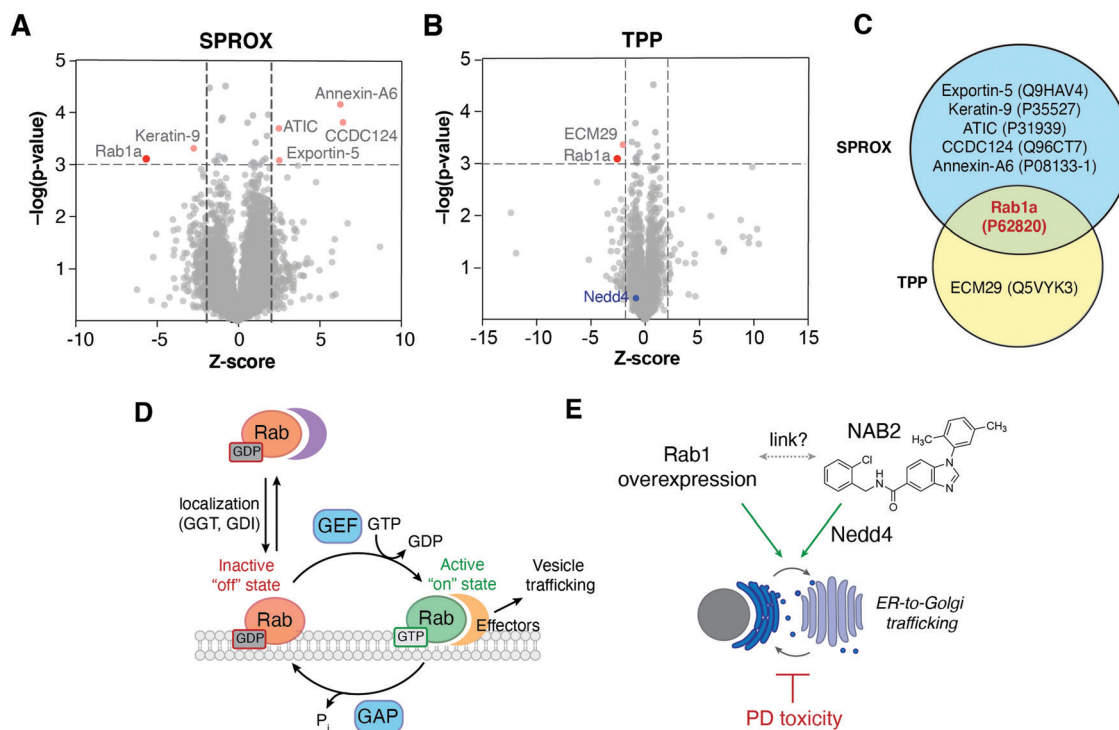 A
SPROX
–log(p-value)
5
4
3
2
1
-10
-5
0
5
10
Z-score
Annexin-A6
ATIC
CCDC124
Exportin-5
Keratin-9
Rab1a
B
TPP
–log(p-value)
5
4
3
2
1
-15
-10
-5
0
5
10
15
Z-score
ECM29
Rab1a
Nedd4
C
SPROX
Exportin-5 (Q9HAV4)
Keratin-9 (P35527)
ATIC (P31939)
CCDC124 (Q96CT7)
Annexin-A6 (P08133-1)
Rab1a
(P62820)
TPP
ECM29 (Q5VYK3)
D
Rab
GDP
localization
(GGT, GDI)
GEF
GTP
GDP
Inactive
"off" state
Active
"on" state
Vesicle
trafficking
Rab
GDP
Rab
GTP
Effectors
Pi
GAP
E
Rab1
overexpression
link?
NAB2
H3C
CH3
Cl
N
H
O
N
N
Nedd4
ER-to-Golgi
trafficking
PD toxicity